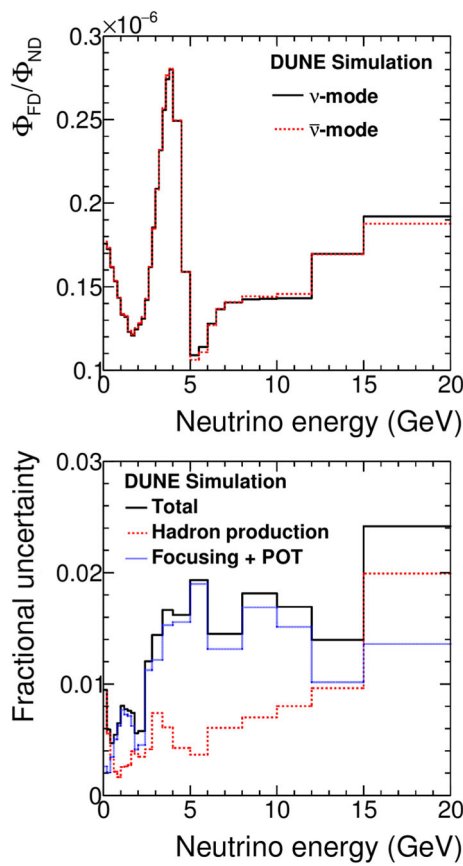 ×10⁻⁶
0.3
DUNE Simulation
ν-mode
ν̄-mode
0.25
0.2
0.15
0.1
Φ_FD/Φ_ND
0 5 10 15 20
Neutrino energy (GeV)
0.03
DUNE Simulation
Total
Hadron production
Focusing + POT
0.02
0.01
0
Fractional uncertainty
0 5 10 15 20
Neutrino energy (GeV)